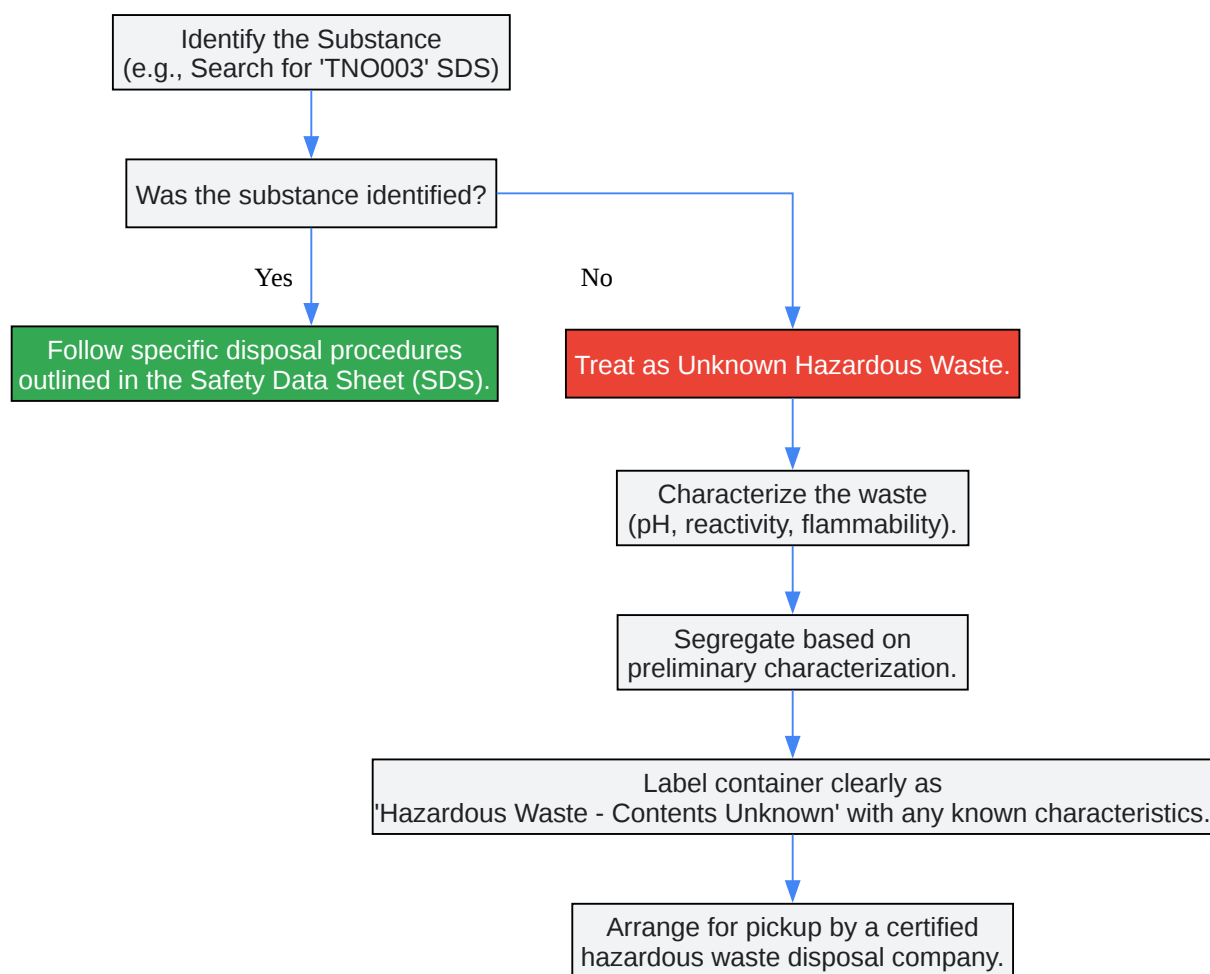 Identify the Substance
(e.g., Search for 'TNO003' SDS)
Was the substance identified?
Yes
No
Follow specific disposal procedures
outlined in the Safety Data Sheet (SDS).
Treat as Unknown Hazardous Waste.
Characterize the waste
(pH, reactivity, flammability).
Segregate based on
preliminary characterization.
Label container clearly as
'Hazardous Waste - Contents Unknown' with any known characteristics.
Arrange for pickup by a certified
hazardous waste disposal company.